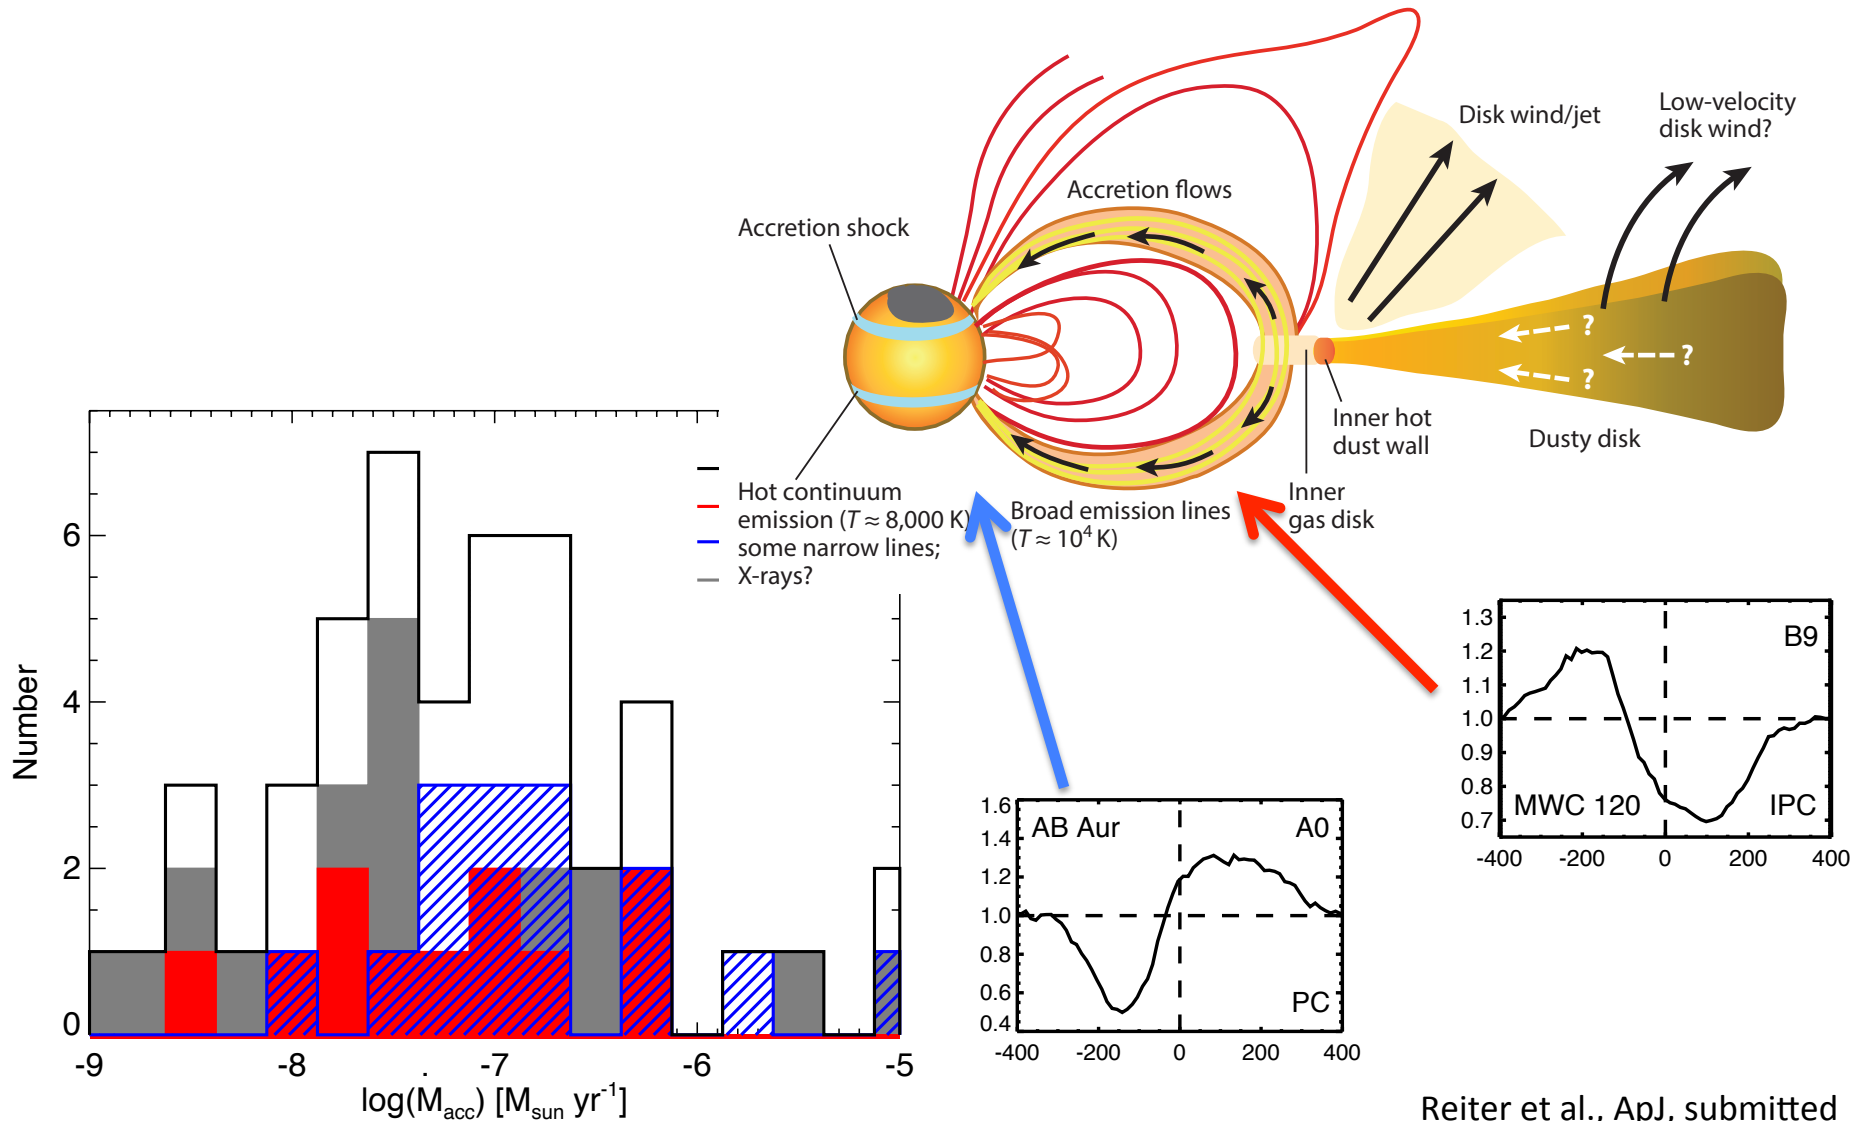 Disk wind/jet
Low-velocity
disk wind?
Accretion flows
Accretion shock
?
?
?
Inner hot
dust wall
Dusty disk
Inner
gas disk
Hot continuum
emission (T ≈ 8,000 K)
some narrow lines;
X-rays?
Broad emission lines
(T ≈ 10⁴ K)
Number
6
4
2
0
-9 -8 -7 -6 -5
log(Ṁacc) [Msun yr⁻¹]
AB Aur A0
PC
1.6
1.4
1.2
1.0
0.8
0.6
0.4
-400 -200 0 200 400
B9
MWC 120 IPC
1.3
1.2
1.1
1.0
0.9
0.8
0.7
-400 -200 0 200 400
Reiter et al., ApJ, submitted